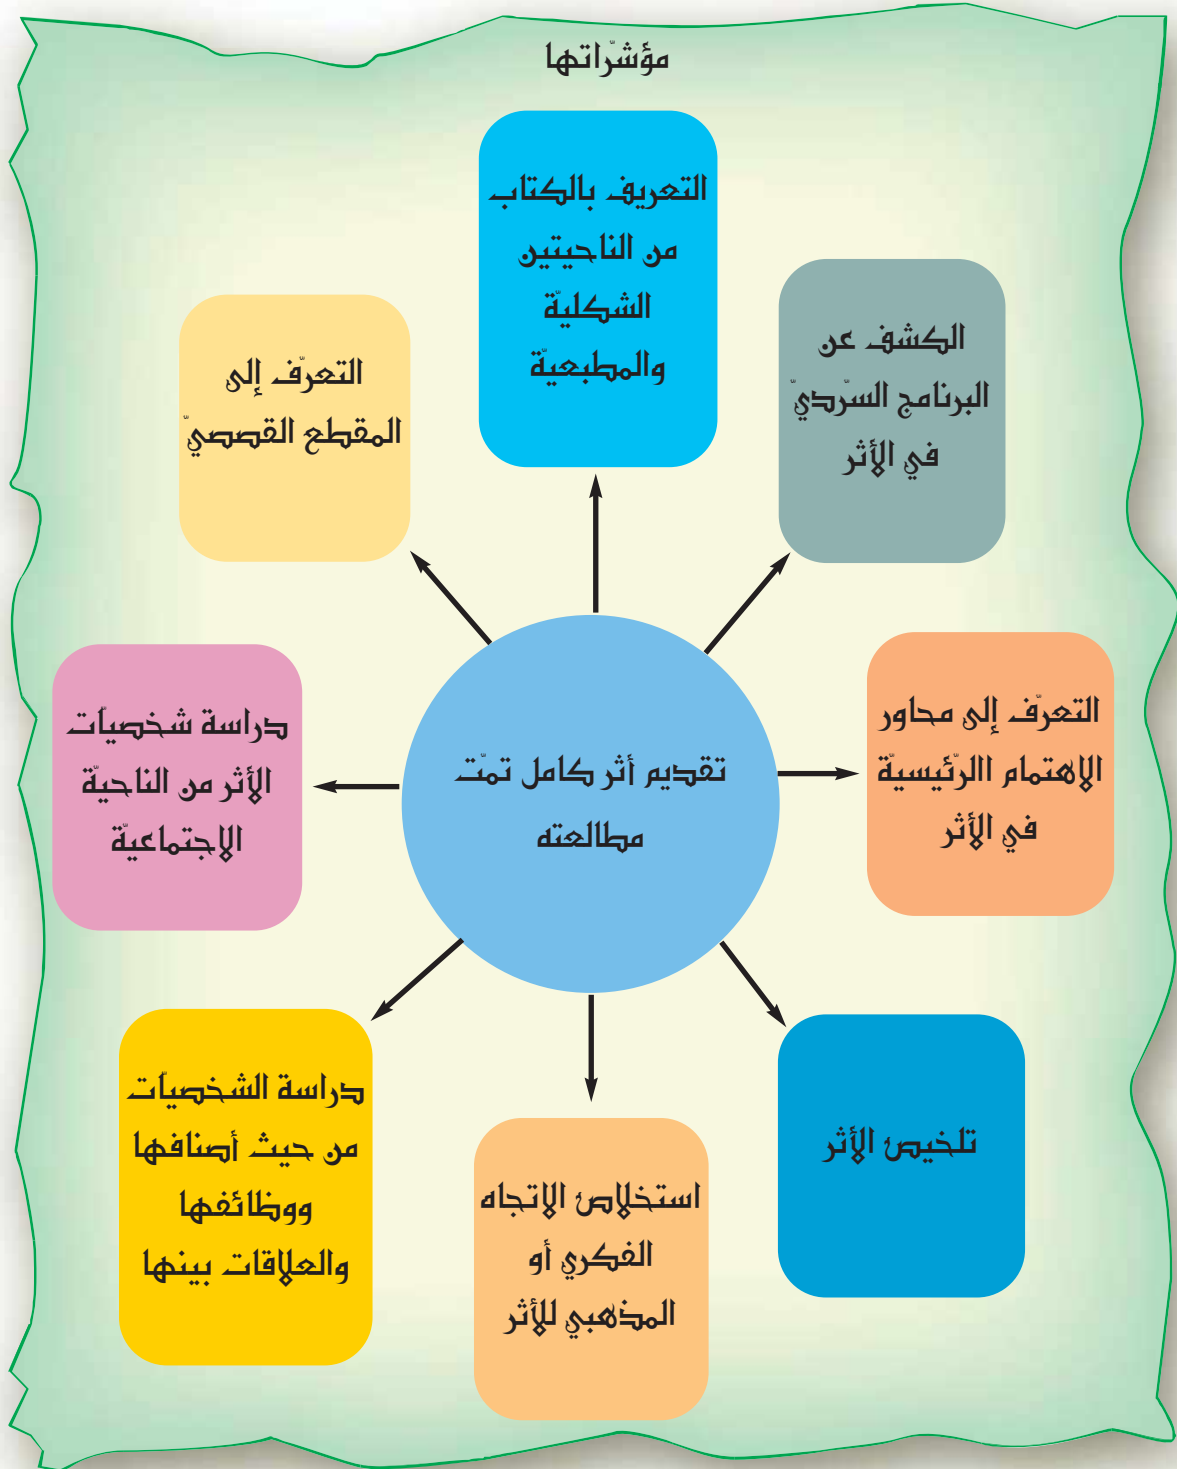 مؤشّراتها
التعريف بالكتاب
من الناحيتين
الشكليّة
والمطبعيّة
الكشف عن
البرنامج السّرديّ
في الأثر
التعرّف إلى
المقطع القصصيّ
التعرّف إلى محاور
الاهتمام االرّئيسيّة
في الأثر
دراسة شخصيّات
الأثر من الناحيّة
الاجتماعيّة
تقديم أثر كامل تمّت
مطالعته
تلخيص الأثر
دراسة الشخصيّات
من حيث أصنافها
ووظائفها
والعلاقات بينها
استخلاص الاتجاه
الفكري أو
المذهبي للأثر